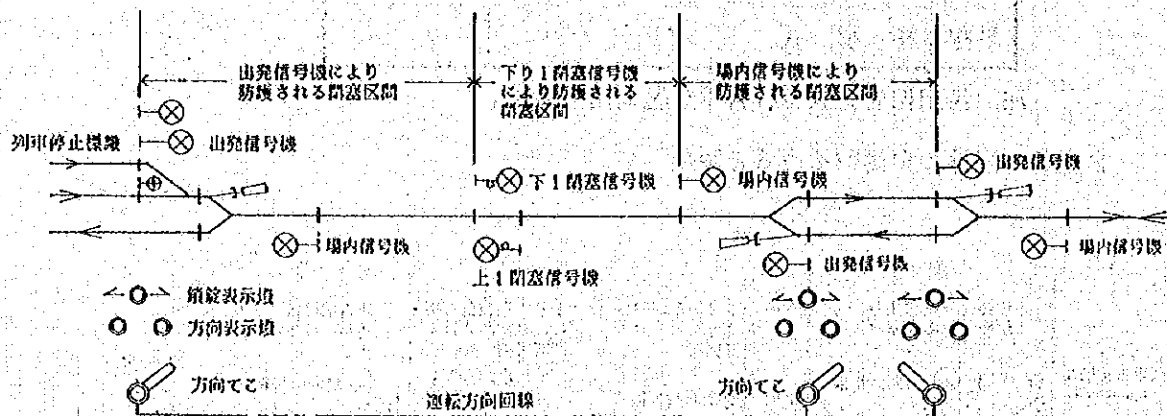 出発信号機により
防護される閉塞区間
下り1閉塞信号機
により防護される
閉塞区間
場内信号機により
防護される閉塞区間
列車停止標識
出発信号機
下1閉塞信号機
場内信号機
出発信号機
場内信号機
上1閉塞信号機
出発信号機
場内信号機
鎖錠表示燈
方向表示燈
方向てこ
運転方向回線
方向てこ